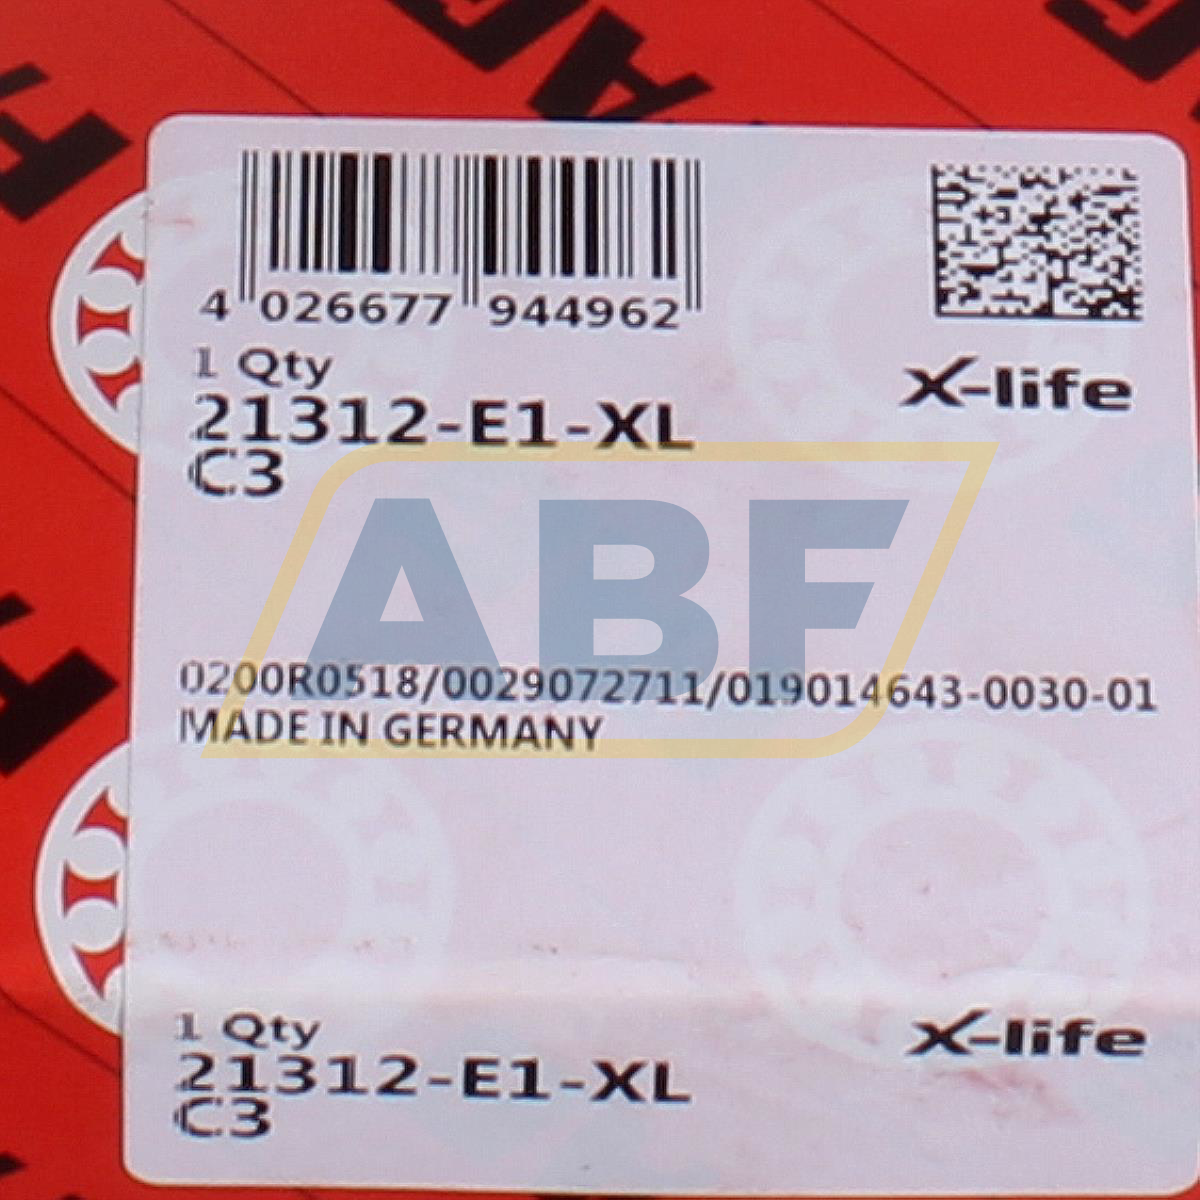 FAG
4 026677 944962
1 Qty
X-life
21312-E1-XL
C3
ABF
0200R0518/0029072711/019014643-0030-01
MADE IN GERMANY
1 Qty
X-life
21312-E1-XL
C3